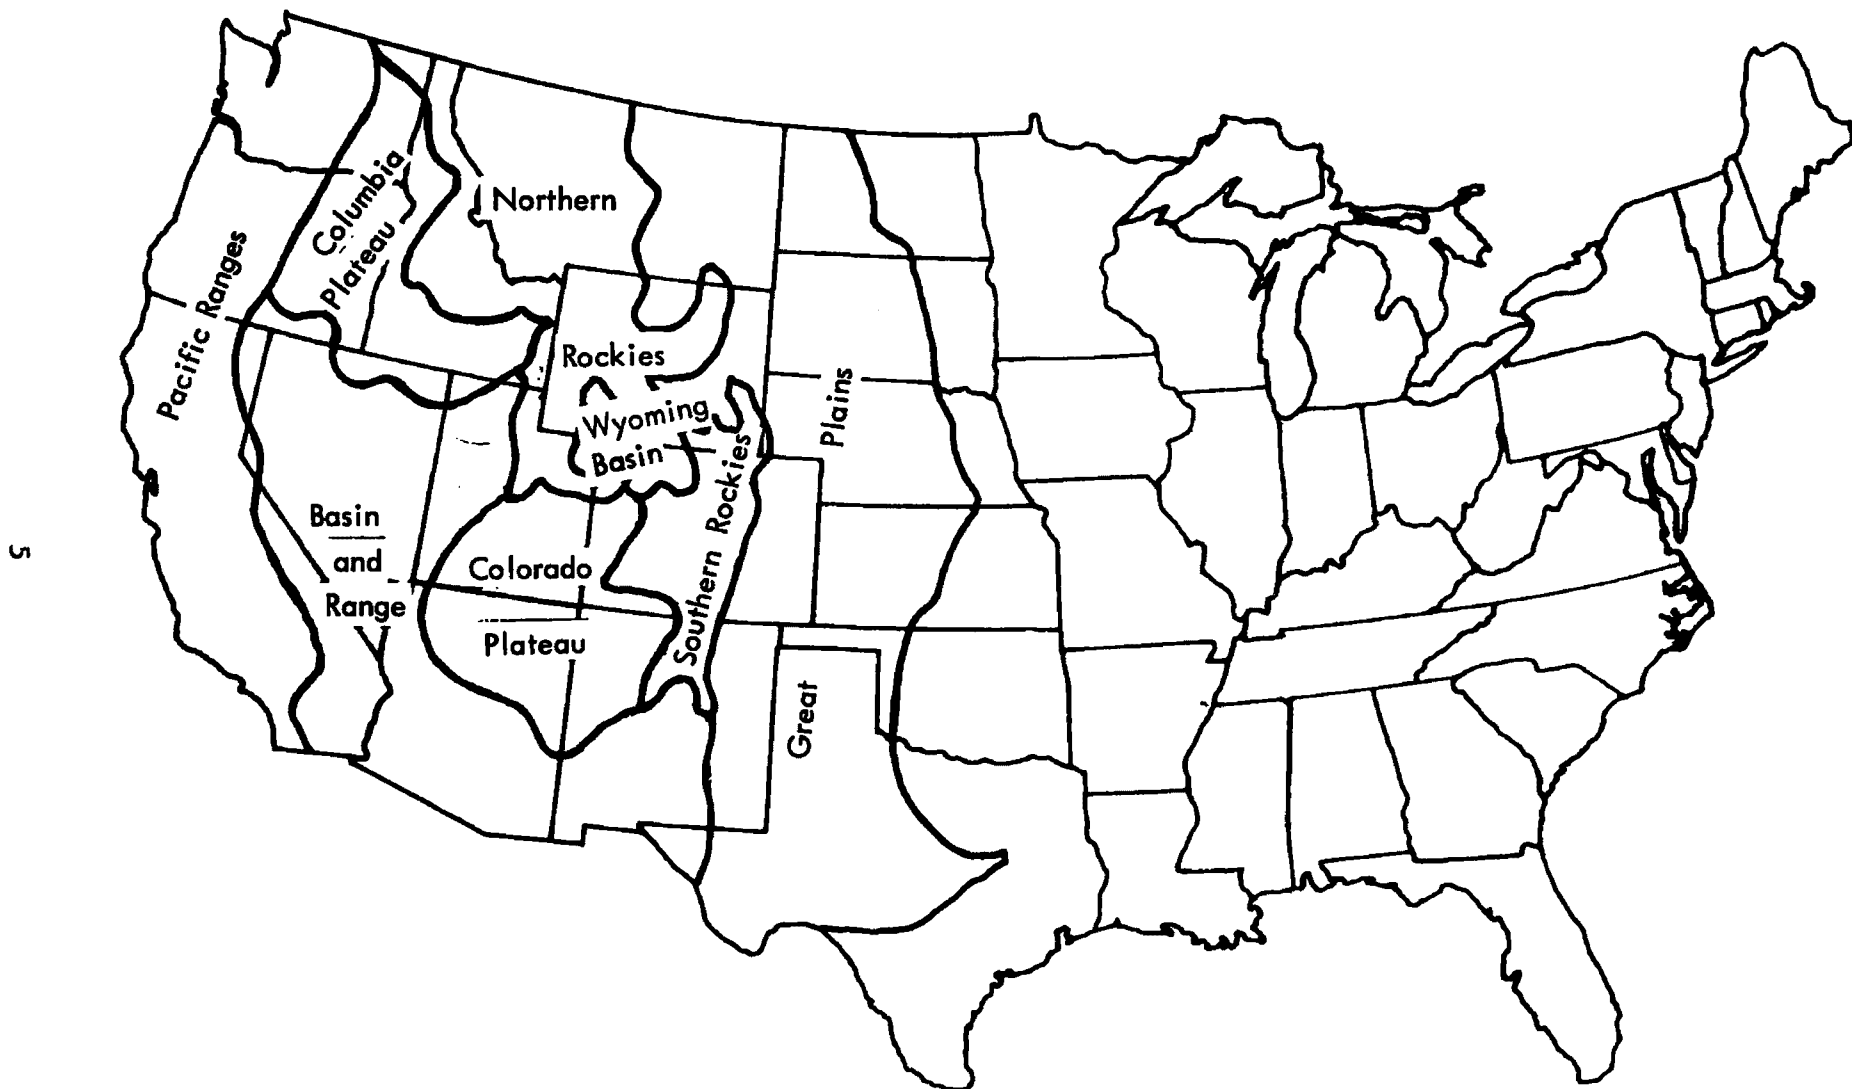 Northern
Rockies
Columbia
Plateau
Pacific Ranges
Wyoming
Basin
Southern Rockies
Great
Plains
Basin
and
Range
Colorado
Plateau
5